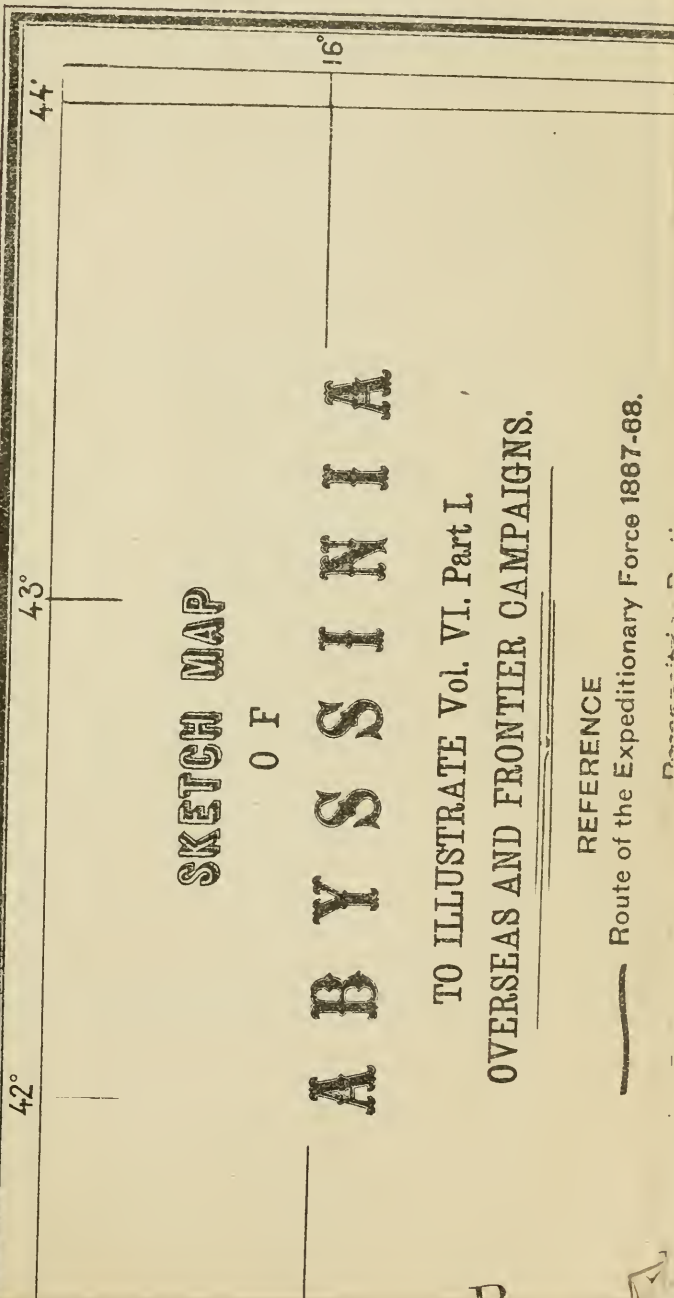 42° 43° 44'
SKETCH MAP
OF
ABYSSINIA
16°
TO ILLUSTRATE Vol. VI. Part I.
OVERSEAS AND FRONTIER CAMPAIGNS.
REFERENCE
Route of the Expeditionary Force 1867-68.